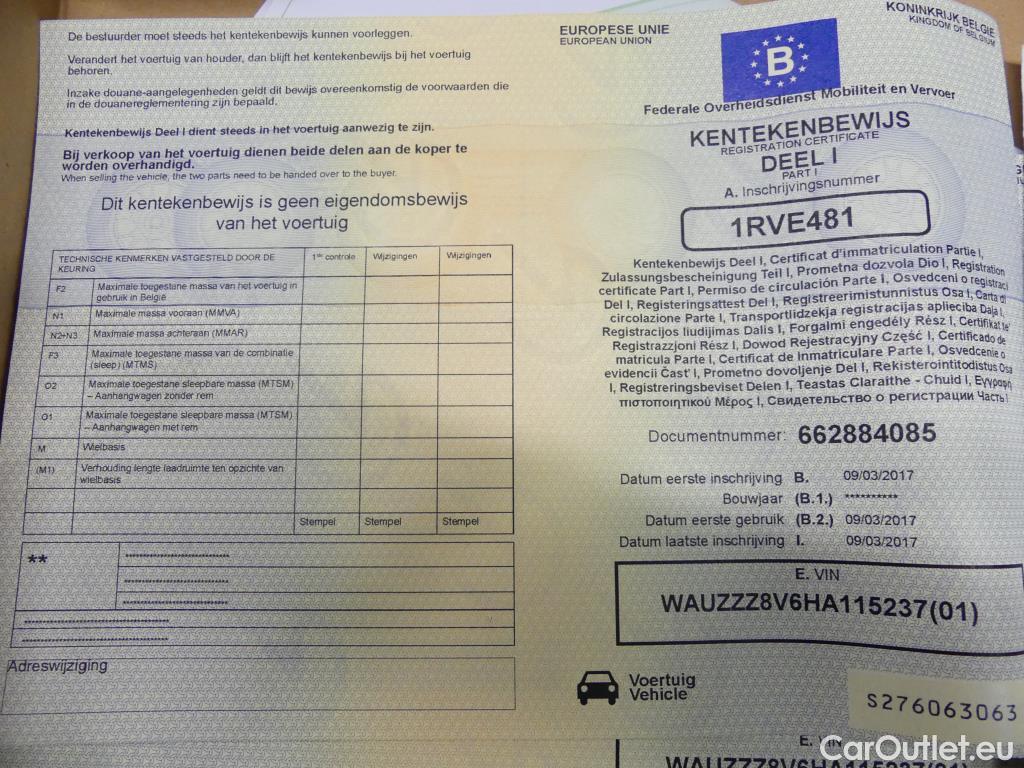 De bestuurder moet steeds het kentekenbewijs kunnen voorleggen.
Verandert het voertuig van houder, dan blijft het kentekenbewijs bij het voertuig
behoren.
Inzake douane-aangelegenheden geldt dit bewijs overeenkomstig de voorwaarden die
in de douanereglementering zijn bepaald.
Kentekenbewijs Deel I dient steeds in het voertuig aanwezig te zijn.
Bij verkoop van het voertuig dienen beide delen aan de koper te
worden overhandigd.
When selling the vehicle, the two parts need to be handed over to the buyer.
Dit kentekenbewijs is geen eigendomsbewijs
van het voertuig
TECHNISCHE KENMERKEN VASTGESTELD DOOR DE
KEURING
1ste controle
Wijzigingen
Wijzigingen
F2 Maximale toegestane massa van het voertuig in
gebruik in België
N1 Maximale massa vooraan (MMVA)
N2+N3 Maximale massa achteraan (MMAR)
F3 Maximale toegestane massa van de combinatie
(sleep) (MTMS)
O2 Maximale toegestane sleepbare massa (MTSM)
– Aanhangwagen zonder rem
O1 Maximale toegestane sleepbare massa (MTSM)
– Aanhangwagen met rem
M Wielbasis
(M1) Verhouding lengte laadruimte ten opzichte van
wielbasis
Stempel Stempel Stempel
**
Adreswijziging
EUROPESE UNIE
EUROPEAN UNION
B
KONINKRIJK BELGIE
KINGDOM OF BELGIUM
Federale Overheidsdienst Mobiliteit en Vervoer
KENTEKENBEWIJS
REGISTRATION CERTIFICATE
DEEL I
PART I
A. Inschrijvingsnummer
1RVE481
Kentekenbewijs Deel I, Certificat d'immatriculation Partie I,
Zulassungsbescheinigung Teil I, Prometna dozvola Dio I, Registration
certificate Part I, Permiso de circulación Parte I, Osvedceni o registraci
Del I, Registeringsattest Del I, Registreerimistunnistus Osa I, Carta di
circolazione Parte I, Transportlidzekja registracijas aplieciba Daļa I,
Registracijos liudijimas Dalis I, Forgalmi engedély Rész I, Certifikat ta'
Registrazzjoni Rész I, Dowod Rejestracyjny Część I, Certificado de
matricula Parte I, Certificat de Inmatriculare Parte I, Osvedcenie o
evidencii Čast' I, Prometno dovoljenje Del I, Rekisterointitodistus Osa
I, Registreringsbeviset Delen I, Teastas Claraithe - Chuid I, Εγγραφή
πιστοποιητικού Μέρος I, Свидетельство о регистрации Часть I
Documentnummer: 662884085
Datum eerste inschrijving B. 09/03/2017
Bouwjaar (B.1.) **********
Datum eerste gebruik (B.2.) 09/03/2017
Datum laatste inschrijving I. 09/03/2017
E. VIN
WAUZZZ8V6HA115237(01)
Voertuig
Vehicle
S276063063
E. VIN
WAUZZZ8V6HA115237(01)
CarOutlet.eu